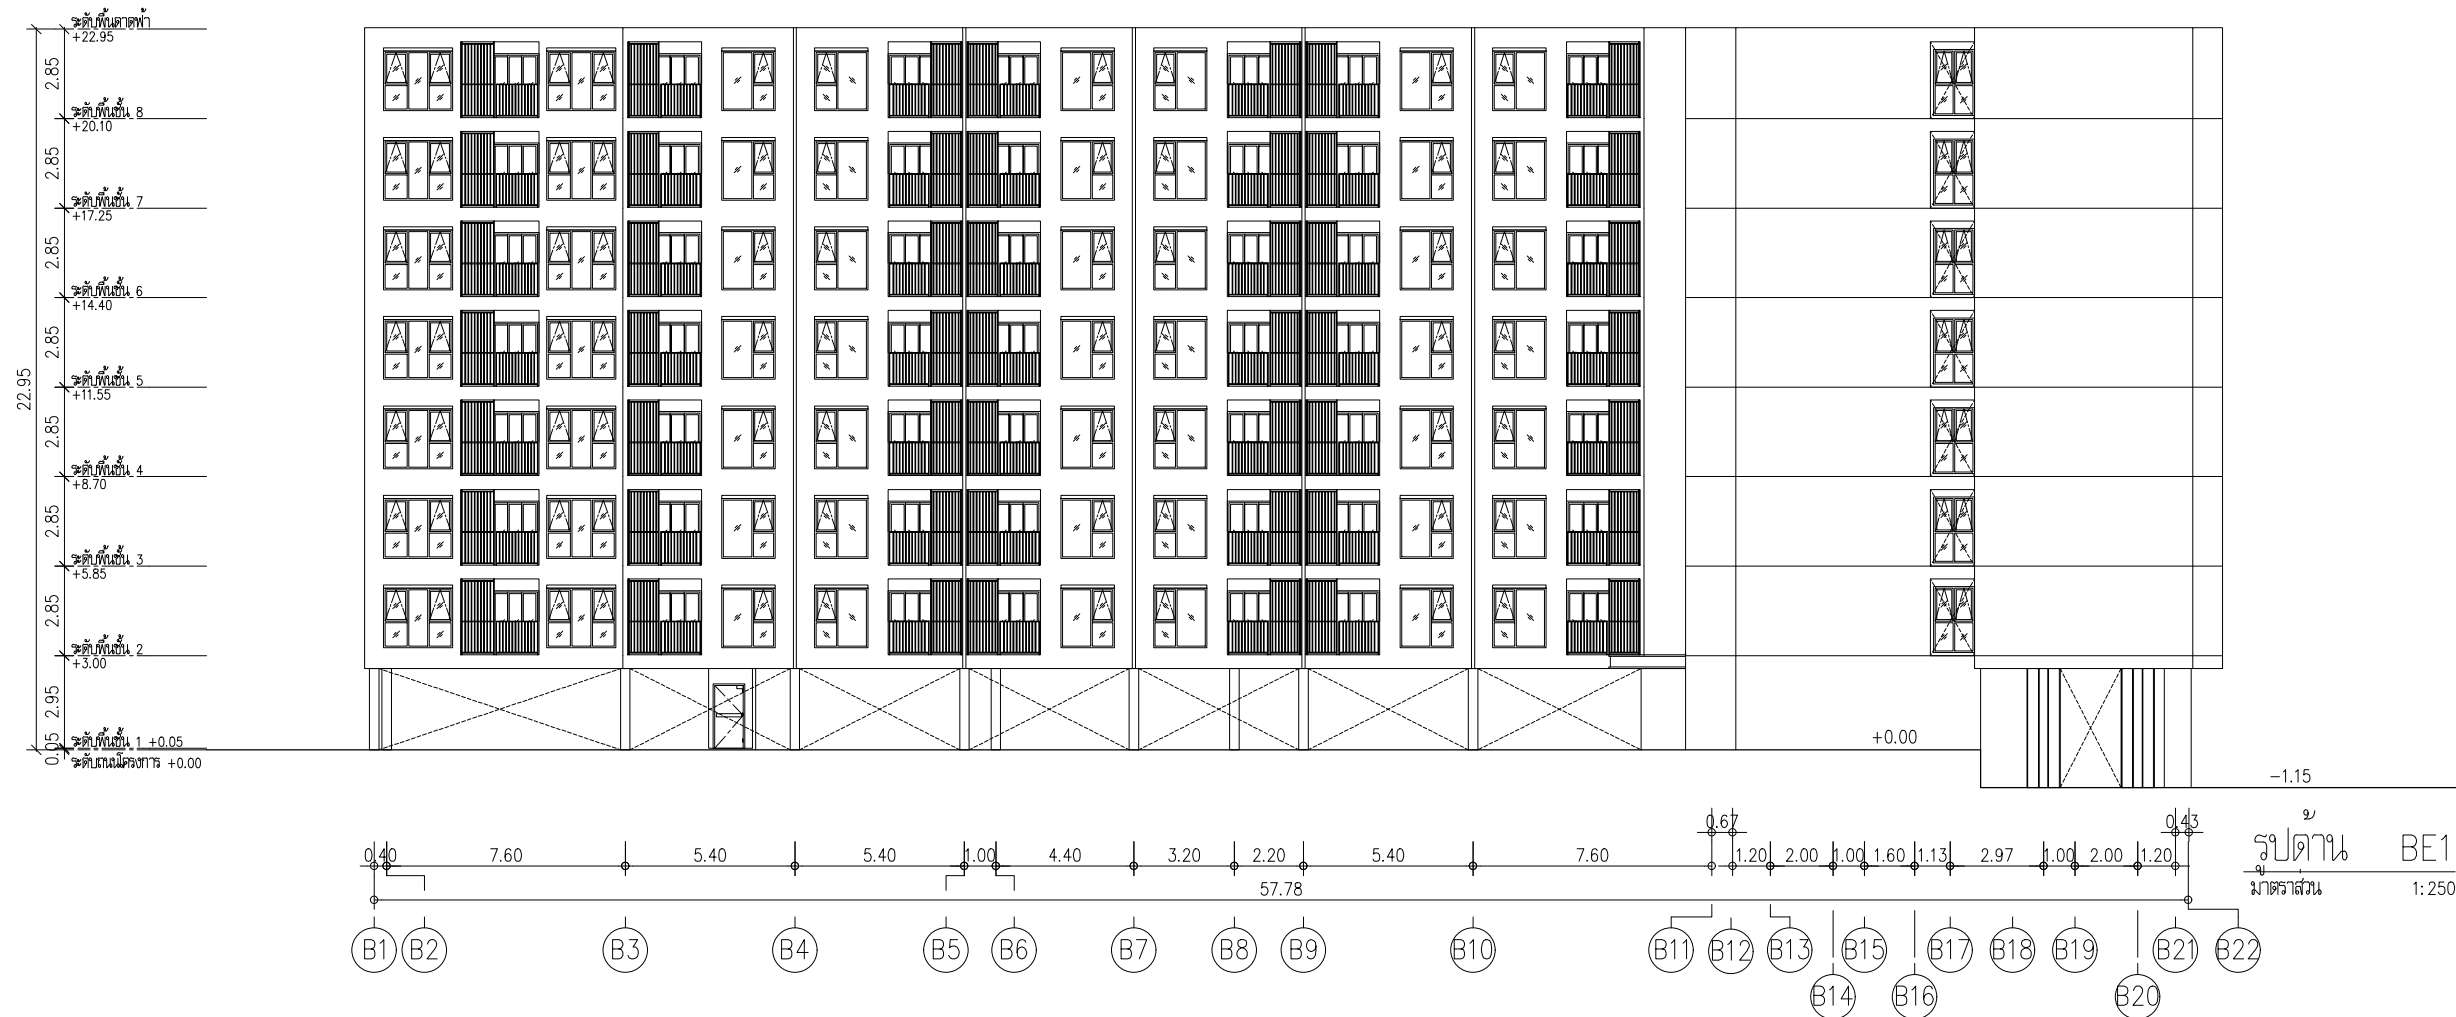 ระดับพื้นดาดฟ้า
+22.95
2.85
ระดับพื้นชั้น 8
+20.10
2.85
ระดับพื้นชั้น 7
+17.25
2.85
ระดับพื้นชั้น 6
+14.40
2.85
ระดับพื้นชั้น 5
+11.55
22.95
2.85
ระดับพื้นชั้น 4
+8.70
2.85
ระดับพื้นชั้น 3
+5.85
2.85
ระดับพื้นชั้น 2
+3.00
2.95
ระดับพื้นชั้น 1 +0.05
0.05
ระดับถนนโครงการ +0.00
+0.00
-1.15
0.67 0.43
0.40 7.60 5.40 5.40 1.00 4.40 3.20 2.20 5.40 7.60 1.20 2.00 1.00 1.60 1.13 2.97 1.00 2.00 1.20
57.78
รูปด้าน BE1
มาตราส่วน 1:250
B1 B2 B3 B4 B5 B6 B7 B8 B9 B10 B11 B12 B13 B15 B17 B18 B19 B21 B22
B14 B16 B20